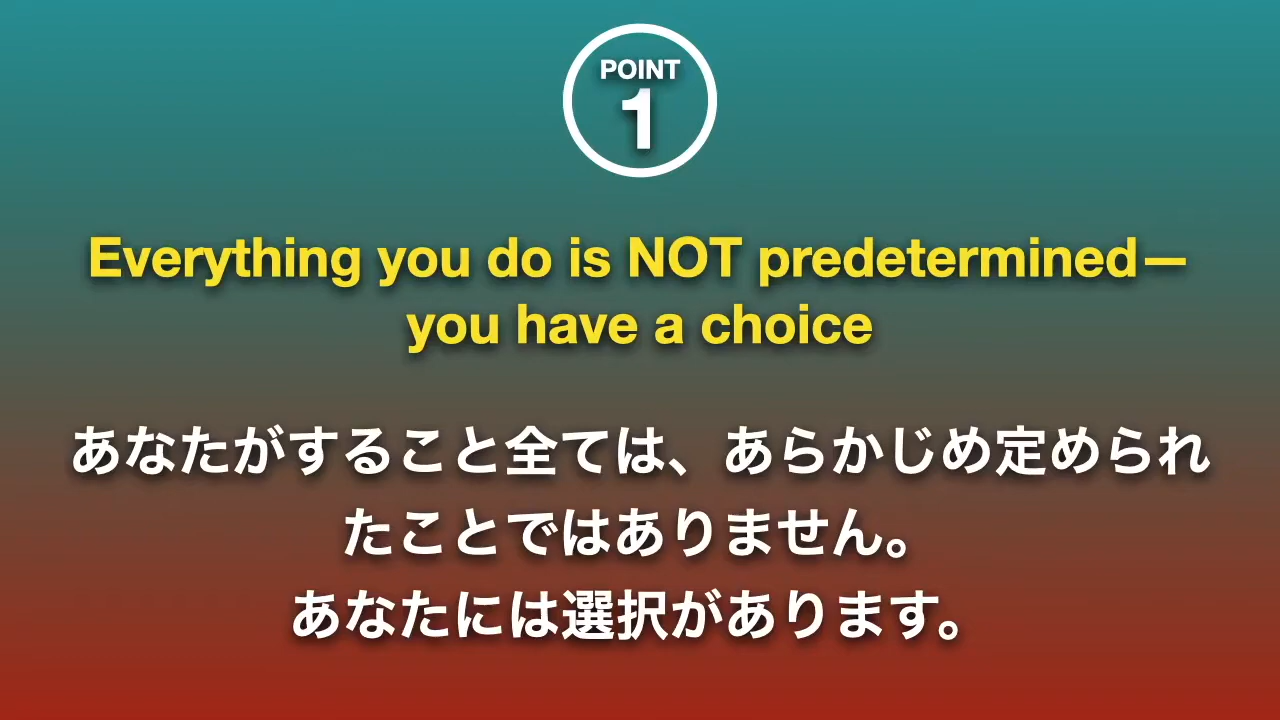 POINT
1
Everything you do is NOT predetermined—
you have a choice
あなたがすること全ては、あらかじめ定められ
たことではありません。
あなたには選択があります。